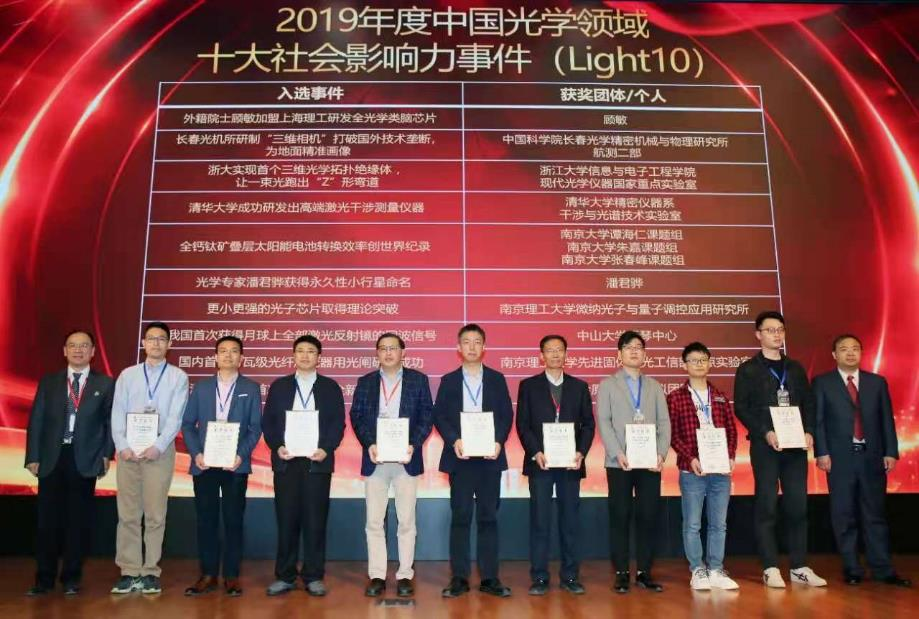 2019年度中国光学领域
十大社会影响力事件（Light10）
入选事件 获奖团体/个人
外籍院士顾敏加盟上海理工研发全光学类脑芯片 顾敏
长春光机所研制“三维相机”打破国外技术垄断，
为地面精准画像
中国科学院长春光学精密机械与物理研究所
航测二部
浙大实现首个三维光学拓扑绝缘体，
让一束光跑出“Z”形弯道
浙江大学信息与电子工程学院
现代光学仪器国家重点实验室
清华大学成功研发出高端激光干涉测量仪器
清华大学精密仪器系
干涉与光谱技术实验室
全钙钛矿叠层太阳能电池转换效率创世界纪录
南京大学谭海仁课题组
南京大学朱嘉课题组
南京大学张春峰课题组
光学专家潘君骅获得永久性小行星命名 潘君骅
更小更强的光子芯片取得理论突破 南京理工大学微纳光子与量子调控应用研究所
我国首次获得月球上全部激光反射镜的回波信号 中山大学 琴中心
国内首 瓦级光纤 器用光闸研 成功 南京理 学先进固 光工信部 点实验室